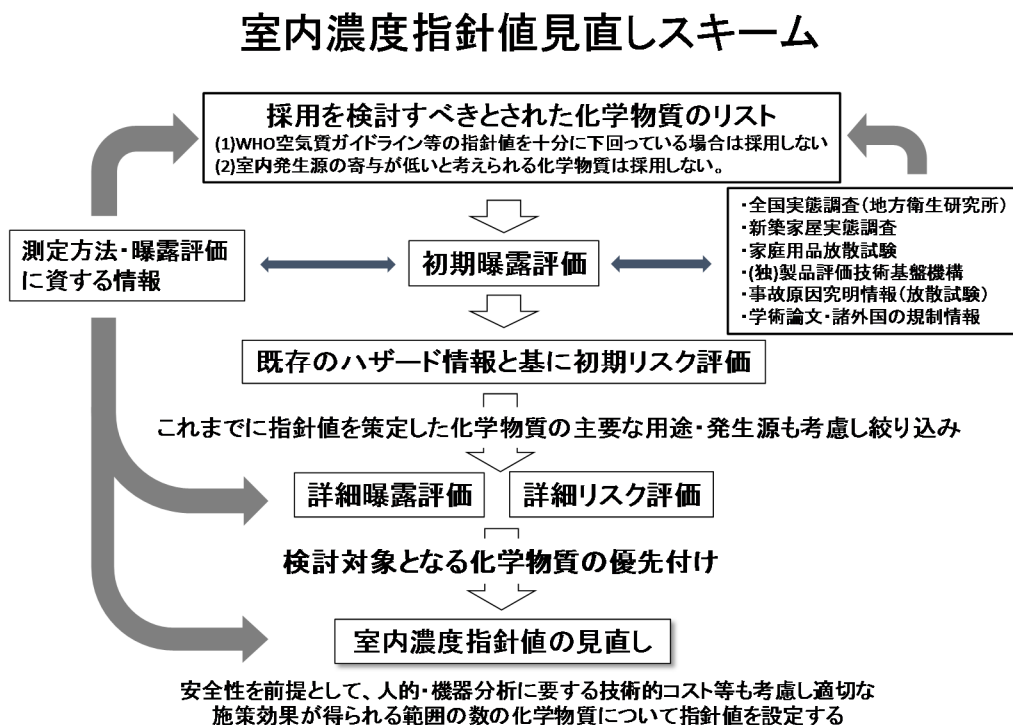 室内濃度指針値見直しスキーム
採用を検討すべきとされた化学物質のリスト
(1)WHO空気質ガイドライン等の指針値を十分に下回っている場合は採用しない
(2)室内発生源の寄与が低いと考えられる化学物質は採用しない。
・全国実態調査(地方衛生研究所)
・新築家屋実態調査
・家庭用品放散試験
・(独)製品評価技術基盤機構
・事故原因究明情報(放散試験)
・学術論文・諸外国の規制情報
測定方法・曝露評価
に資する情報
初期曝露評価
既存のハザード情報と基に初期リスク評価
これまでに指針値を策定した化学物質の主要な用途・発生源も考慮し絞り込み
詳細曝露評価
詳細リスク評価
検討対象となる化学物質の優先付け
室内濃度指針値の見直し
安全性を前提として、人的・機器分析に要する技術的コスト等も考慮し適切な
施策効果が得られる範囲の数の化学物質について指針値を設定する